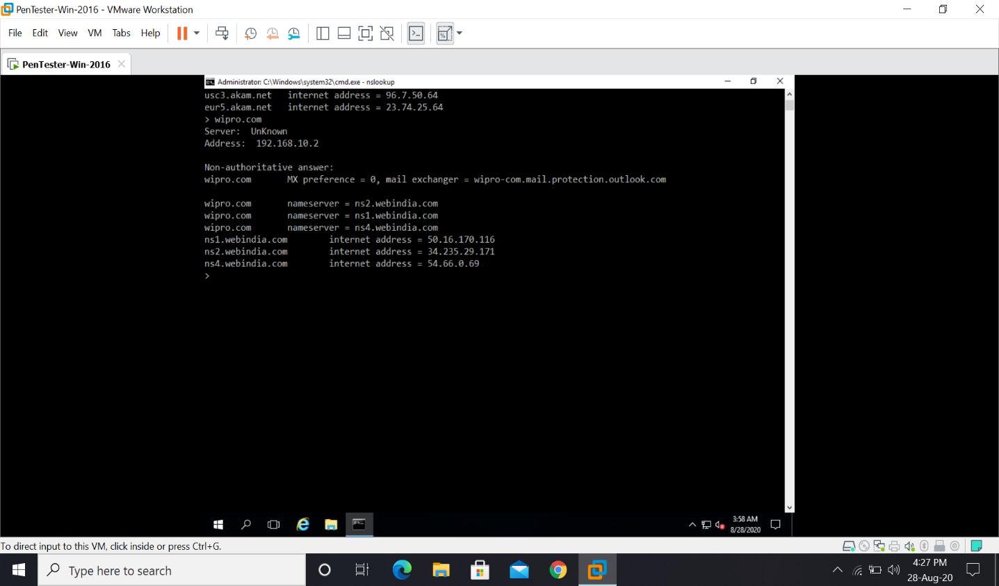 PenTester-Win-2016 - VMware Workstation
File Edit View VM Tabs Help
PenTester-Win-2016
Administrator: C:\Windows\system32\cmd.exe - nslookup
usc3.akam.net internet address = 96.7.50.64
eur5.akam.net internet address = 23.74.25.64
> wipro.com
Server: UnKnown
Address: 192.168.10.2
Non-authoritative answer:
wipro.com MX preference = 0, mail exchanger = wipro-com.mail.protection.outlook.com
wipro.com nameserver = ns2.webindia.com
wipro.com nameserver = ns1.webindia.com
wipro.com nameserver = ns4.webindia.com
ns1.webindia.com internet address = 50.16.170.116
ns2.webindia.com internet address = 34.235.29.171
ns4.webindia.com internet address = 54.66.0.69
>
3:58 AM
8/28/2020
To direct input to this VM, click inside or press Ctrl+G.
Type here to search
4:27 PM
28-Aug-20